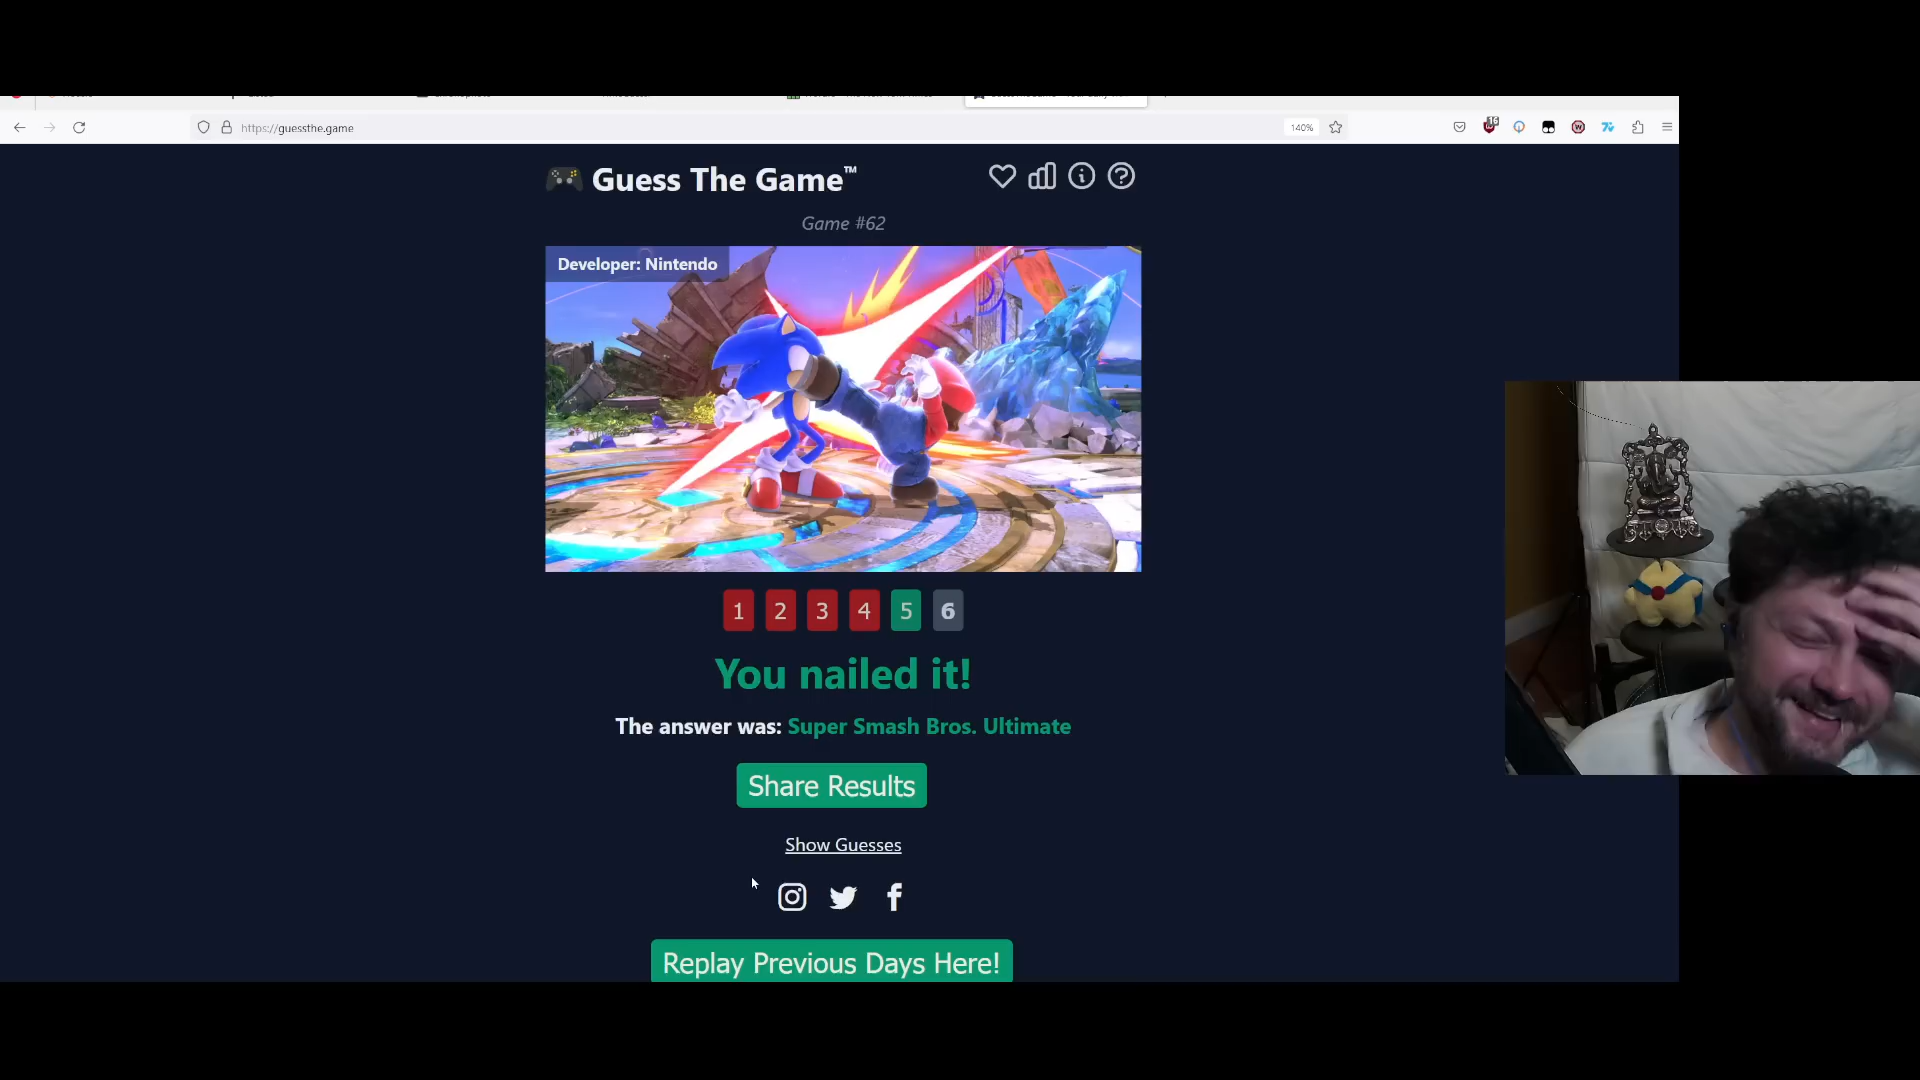 https://guessthe.game
140%
16
Guess The Game™
Game #62
Developer: Nintendo
1 2 3 4 5 6
You nailed it!
The answer was: Super Smash Bros. Ultimate
Share Results
Show Guesses
Replay Previous Days Here!